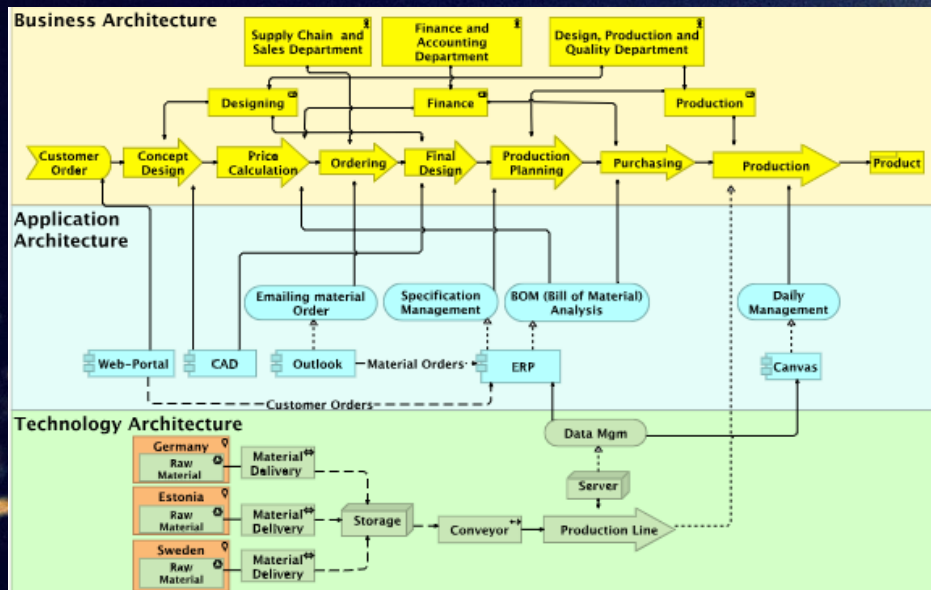 Business Architecture
Supply Chain and
Sales Department
Finance and
Accounting
Department
Design, Production and
Quality Department
Designing
Finance
Production
Customer
Order
Concept
Design
Price
Calculation
Ordering
Final
Design
Production
Planning
Purchasing
Production
Product
Application
Architecture
Emailing material
Order
Specification
Management
BOM (Bill of Material)
Analysis
Daily
Management
Web-Portal
CAD
Outlook
Material Orders
ERP
Canvas
Customer Orders
Technology Architecture
Data Mgm
Germany
Raw
Material
Material
Delivery
Server
Estonia
Raw
Material
Material
Delivery
Storage
Conveyor
Production Line
Sweden
Raw
Material
Material
Delivery